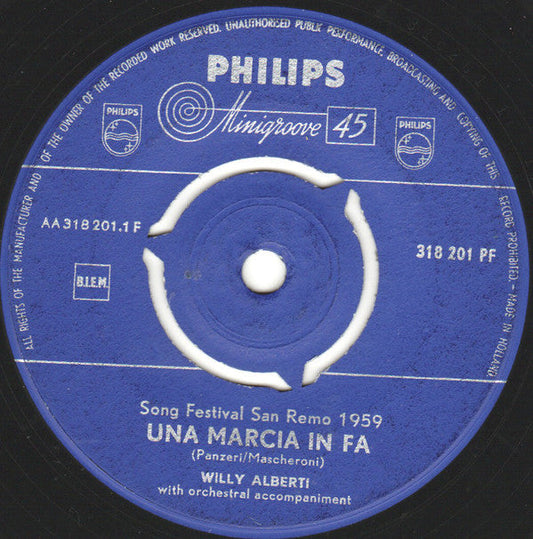 ALL RIGHTS OF THE MANUFACTURER AND OF THE OWNER OF THE RECORDED WORK RESERVED. UNAUTHORISED PUBLIC PERFORMANCE, BROADCASTING AND COPYING OF THIS RECORD PROHIBITED. - MADE IN HOLLAND
PHILIPS
PHILIPS
Minigroove 45
PHILIPS
AA 318 201.1 F
318 201 PF
B.I.E.M.
Song Festival San Remo 1959
UNA MARCIA IN FA
(Panzeri/Mascheroni)
WILLY ALBERTI
with orchestral accompaniment